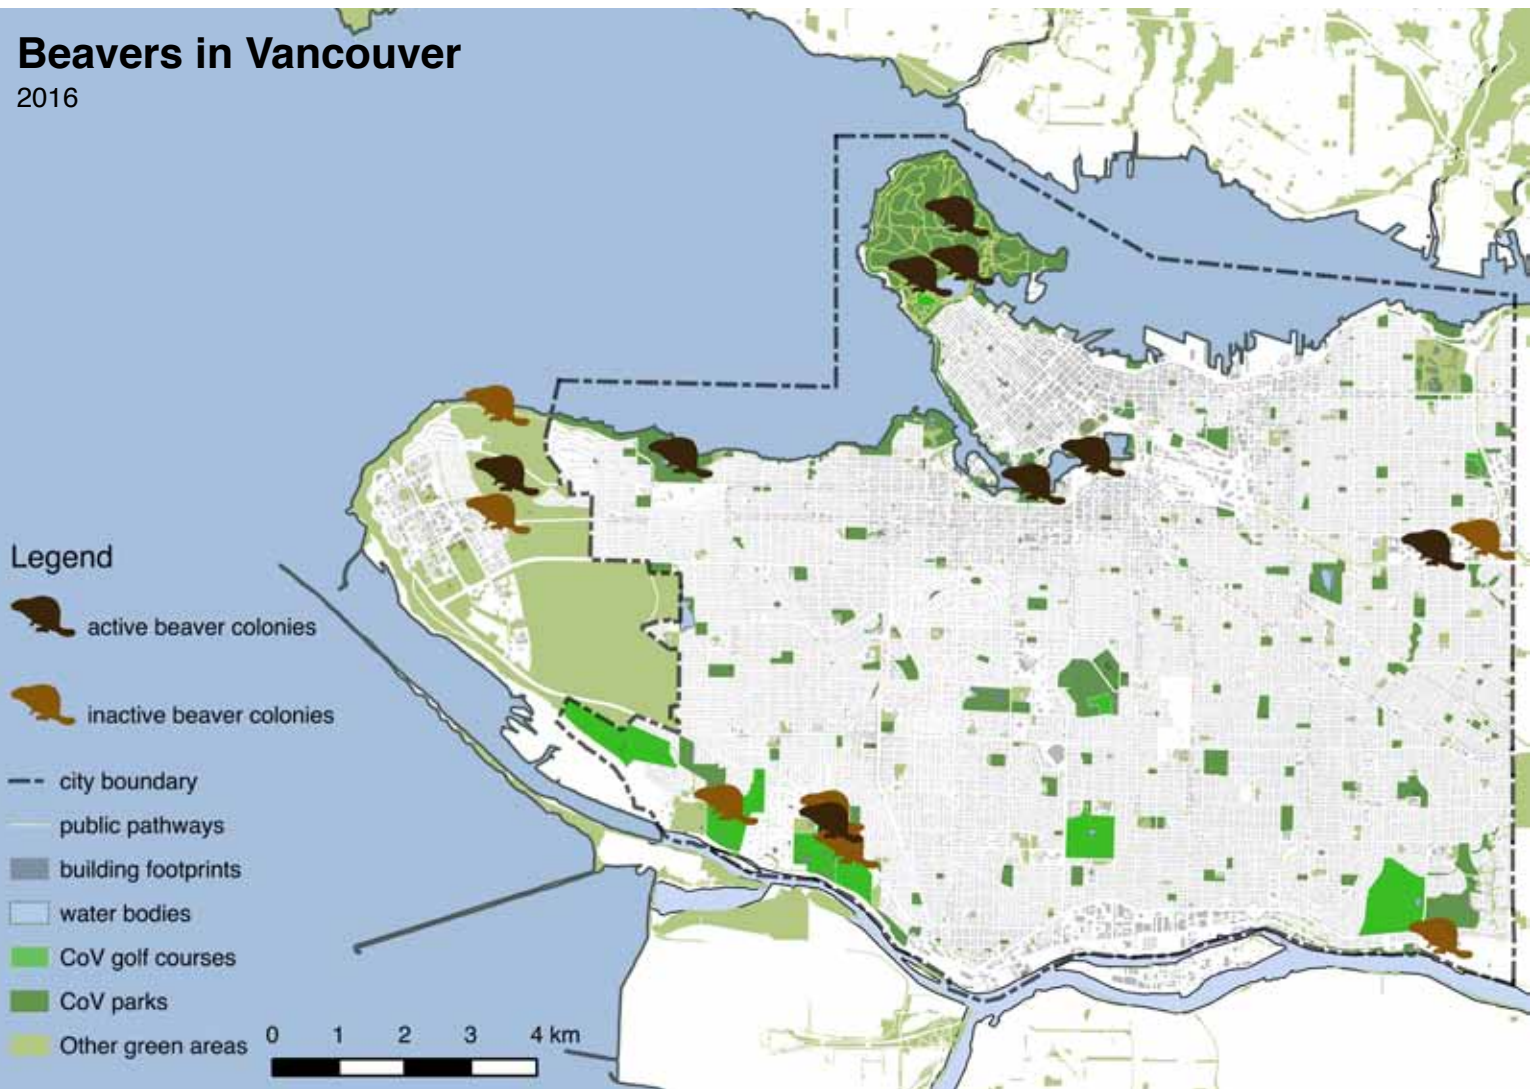 Beavers in Vancouver
2016
Legend
active beaver colonies
inactive beaver colonies
city boundary
public pathways
building footprints
water bodies
CoV golf courses
CoV parks
Other green areas
0 1 2 3 4 km